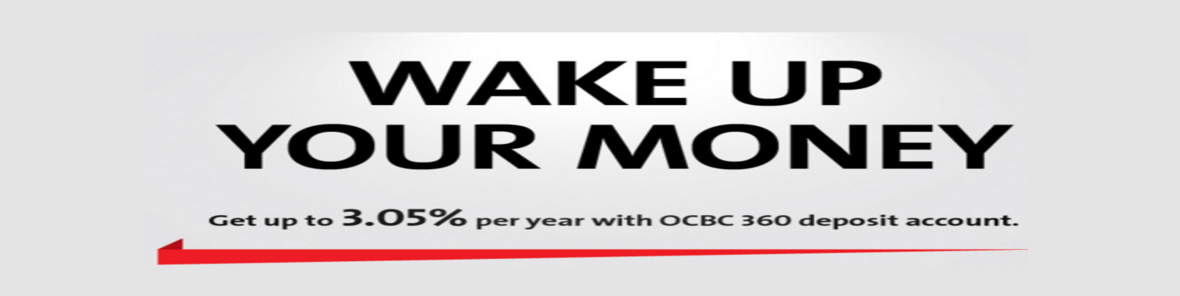 WAKE UP
YOUR MONEY
Get up to 3.05% per year with OCBC 360 deposit account.